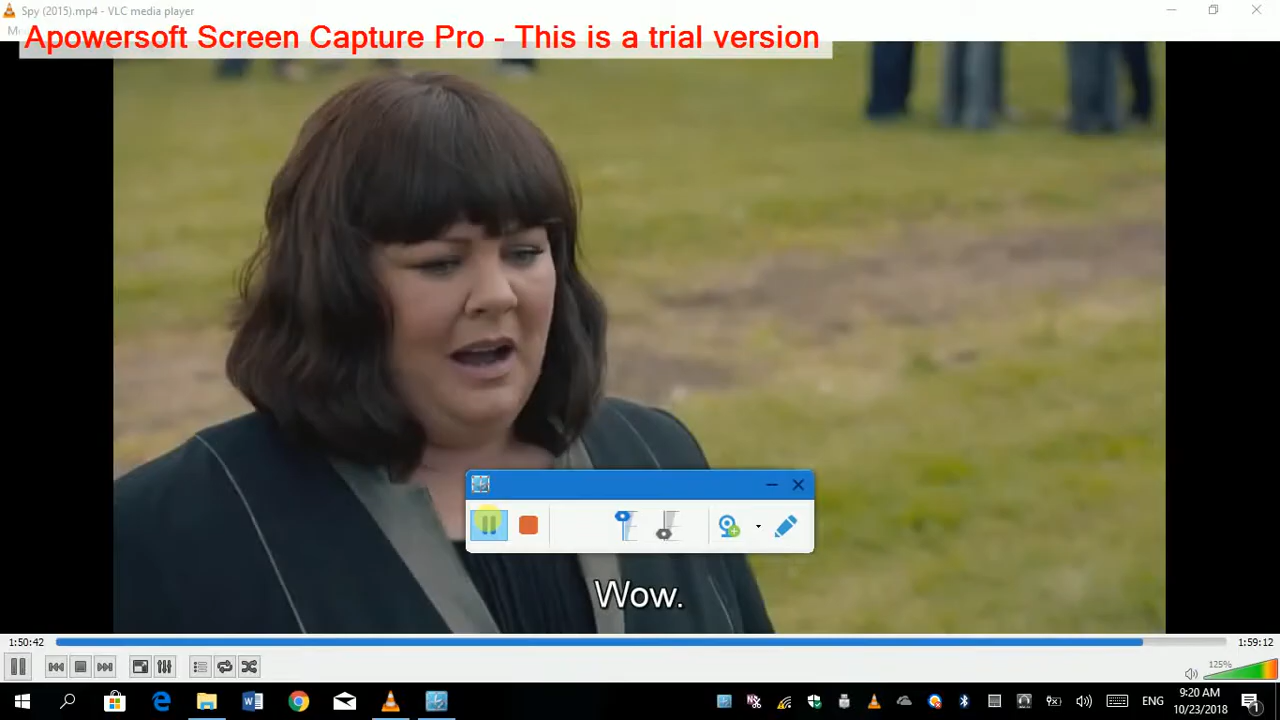 Spy (2015).mp4 - VLC media player
Apowersoft Screen Capture Pro - This is a trial version
Wow.
1:50:42
1:59:12
125%
ENG
9:20 AM
10/23/2018
1